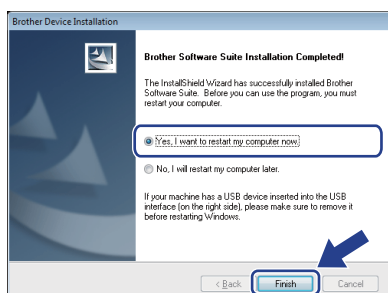 Brother Device Installation
Brother Software Suite Installation Completed!
The InstallShield Wizard has successfully installed Brother
Software Suite. Before you can use the program, you must
restart your computer.
Yes, I want to restart my computer now.
No, I will restart my computer later.
If your machine has a USB device inserted into the USB
interface (on the right side), please make sure to remove it
before restarting Windows.
< Back
Finish
Cancel